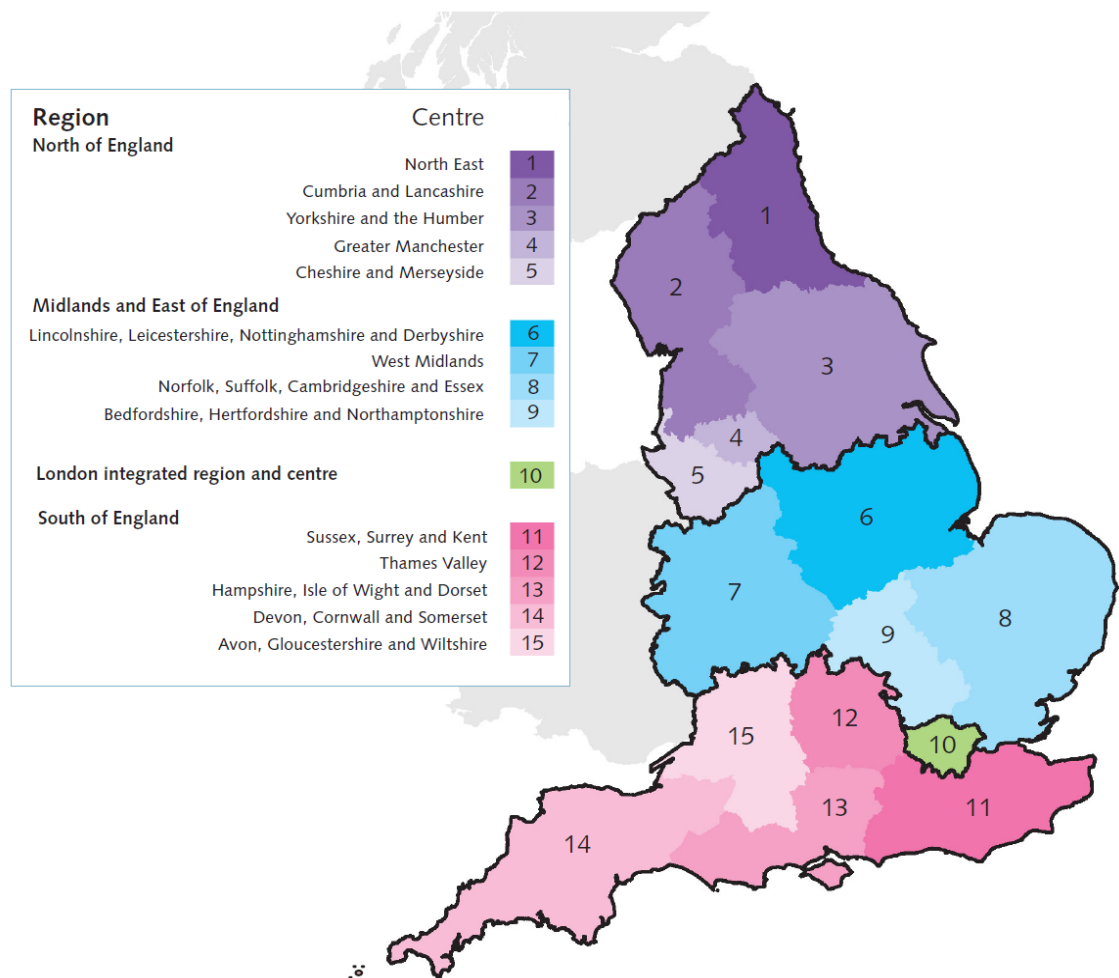 Region Centre
North of England
North East 1
Cumbria and Lancashire 2
Yorkshire and the Humber 3
Greater Manchester 4
Cheshire and Merseyside 5
Midlands and East of England
Lincolnshire, Leicestershire, Nottinghamshire and Derbyshire 6
West Midlands 7
Norfolk, Suffolk, Cambridgeshire and Essex 8
Bedfordshire, Hertfordshire and Northamptonshire 9
London integrated region and centre 10
South of England
Sussex, Surrey and Kent 11
Thames Valley 12
Hampshire, Isle of Wight and Dorset 13
Devon, Cornwall and Somerset 14
Avon, Gloucestershire and Wiltshire 15
1
2
3
4
5
6
7
8
9
10
12
15
11
13
14